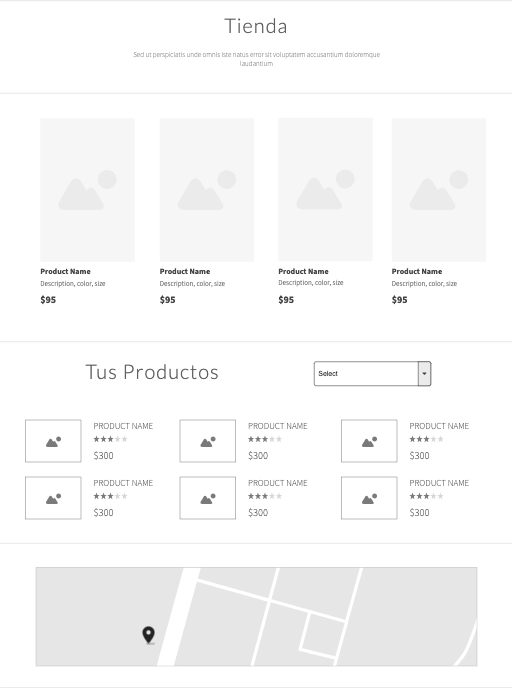 Tienda
Sed ut perspiciatis unde omnis iste natus error sit voluptatem accusantium doloremque
laudantium
Product Name
Description, color, size
$95
Product Name
Description, color, size
$95
Product Name
Description, color, size
$95
Product Name
Description, color, size
$95
Tus Productos
Select
PRODUCT NAME
$300
PRODUCT NAME
$300
PRODUCT NAME
$300
PRODUCT NAME
$300
PRODUCT NAME
$300
PRODUCT NAME
$300